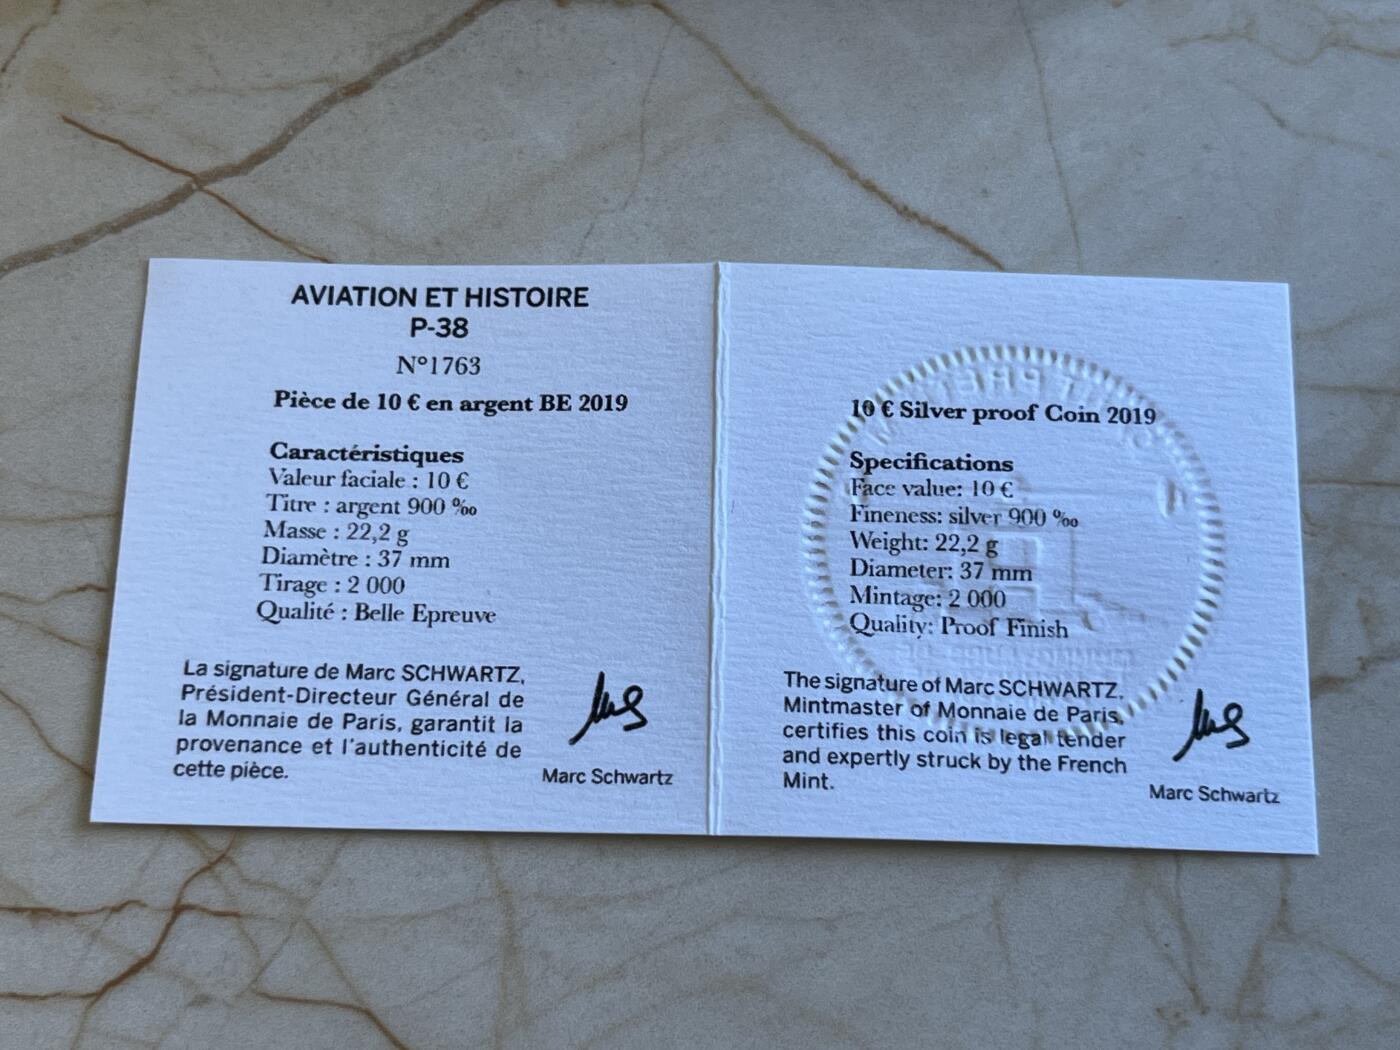 AVIATION ET HISTOIRE
P-38
N°1763
Pièce de 10 € en argent BE 2019
Caractéristiques
Valeur faciale : 10 €
Titre : argent 900 ‰
Masse : 22,2 g
Diamètre : 37 mm
Tirage : 2 000
Qualité : Belle Epreuve
La signature de Marc SCHWARTZ,
Président-Directeur Général de
la Monnaie de Paris, garantit la
provenance et l'authenticité de
cette pièce.
Marc Schwartz
10 € Silver proof Coin 2019
Specifications
Face value: 10 €
Fineness: silver 900 ‰
Weight: 22,2 g
Diameter: 37 mm
Mintage: 2 000
Quality: Proof Finish
The signature of Marc SCHWARTZ,
Mintmaster of Monnaie de Paris,
certifies this coin is legal tender
and expertly struck by the French
Mint.
Marc Schwartz